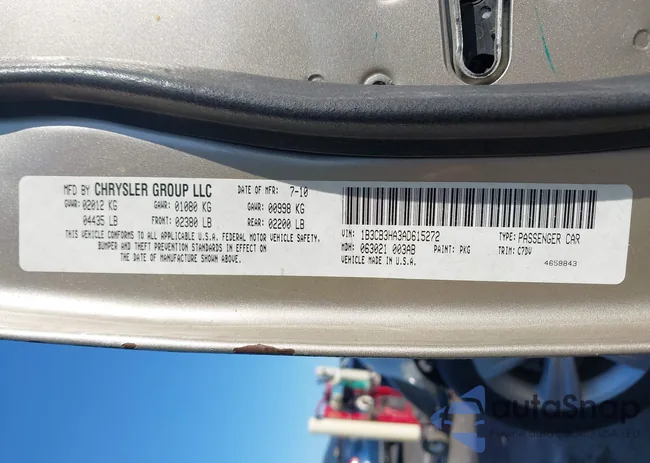 MFD BY CHRYSLER GROUP LLC DATE OF MFR: 7-10
GVWR: 02012 KG GAWR: 01080 KG GAWR: 00998 KG
04435 LB FRONT: 02380 LB REAR: 02200 LB
THIS VEHICLE CONFORMS TO ALL APPLICABLE U.S.A. FEDERAL MOTOR VEHICLE SAFETY,
BUMPER AND THEFT PREVENTION STANDARDS IN EFFECT ON
THE DATE OF MANUFACTURE SHOWN ABOVE.
VIN: 1B3CB3HA3AD615272 TYPE: PASSENGER CAR
MDH: 063021 003AB PAINT: PKG TRIM: C7DV
VEHICLE MADE IN U.S.A.
4658843
autoSnap